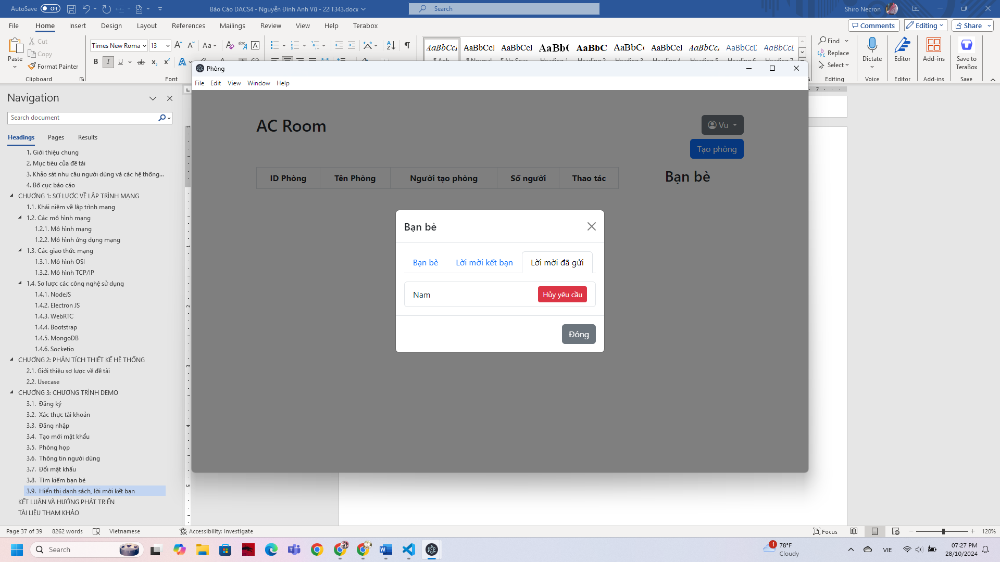 AutoSave Off
Báo Cáo DACS4 - Nguyễn Đình Anh Vũ - 22IT343.docx
Search
Shiro Necron
File Home Insert Design Layout References Mailings Review View Help Terabox
Comments Editing Share
Paste
Cut
Copy
Format Painter
Clipboard
Times New Roma 13
Font
AaBbCcI AaBbCcI AaBbCcI AaBbC AaBbC AaBbCc AaBbCcI AaBbCcI AaBbCcD AaBbCcD
Find
Replace
Select
Editing
Dictate
Voice
Editor
Editor
Add-ins
Add-ins
Save to
TeraBox
Save
Navigation
Search document
Headings Pages Results
1. Giới thiệu chung
2. Mục tiêu của đề tài
3. Khảo sát nhu cầu người dùng và các hệ thống...
4. Bố cục báo cáo
CHƯƠNG 1: SƠ LƯỢC VỀ LẬP TRÌNH MẠNG
1.1. Khái niệm về lập trình mạng
1.2. Các mô hình mạng
1.2.1. Mô hình mạng
1.2.2. Mô hình ứng dụng mạng
1.3. Các giao thức mạng
1.3.1. Mô hình OSI
1.3.2. Mô hình TCP/IP
1.4. Sơ lược các công nghệ sử dụng
1.4.1. NodeJS
1.4.2. Electron JS
1.4.3. WebRTC
1.4.4. Bootstrap
1.4.5. MongoDB
1.4.6. Socketio
CHƯƠNG 2: PHÂN TÍCH THIẾT KẾ HỆ THỐNG
2.1. Giới thiệu sợ lược về đề tài
2.2. Usecase
CHƯƠNG 3: CHƯƠNG TRÌNH DEMO
3.1. Đăng ký
3.2. Xác thực tài khoản
3.3. Đăng nhập
3.4. Tạo mới mật khẩu
3.5. Phòng họp
3.6. Thông tin người dùng
3.7. Đổi mật khẩu
3.8. Tìm kiếm bạn bè
3.9. Hiển thị danh sách, lời mời kết bạn
KẾT LUẬN VÀ HƯỚNG PHÁT TRIỂN
TÀI LIỆU THAM KHẢO
Phòng
File Edit View Window Help
AC Room
Vu
Tạo phòng
ID Phòng Tên Phòng Người tạo phòng Số người Thao tác
Bạn bè
Bạn bè
Bạn bè Lời mời kết bạn Lời mời đã gửi
Nam Hủy yêu cầu
Đóng
Page 37 of 39 8262 words Vietnamese Accessibility: Investigate
Focus 120%
Search
1 78°F
Cloudy
VIE
07:27 PM
28/10/2024